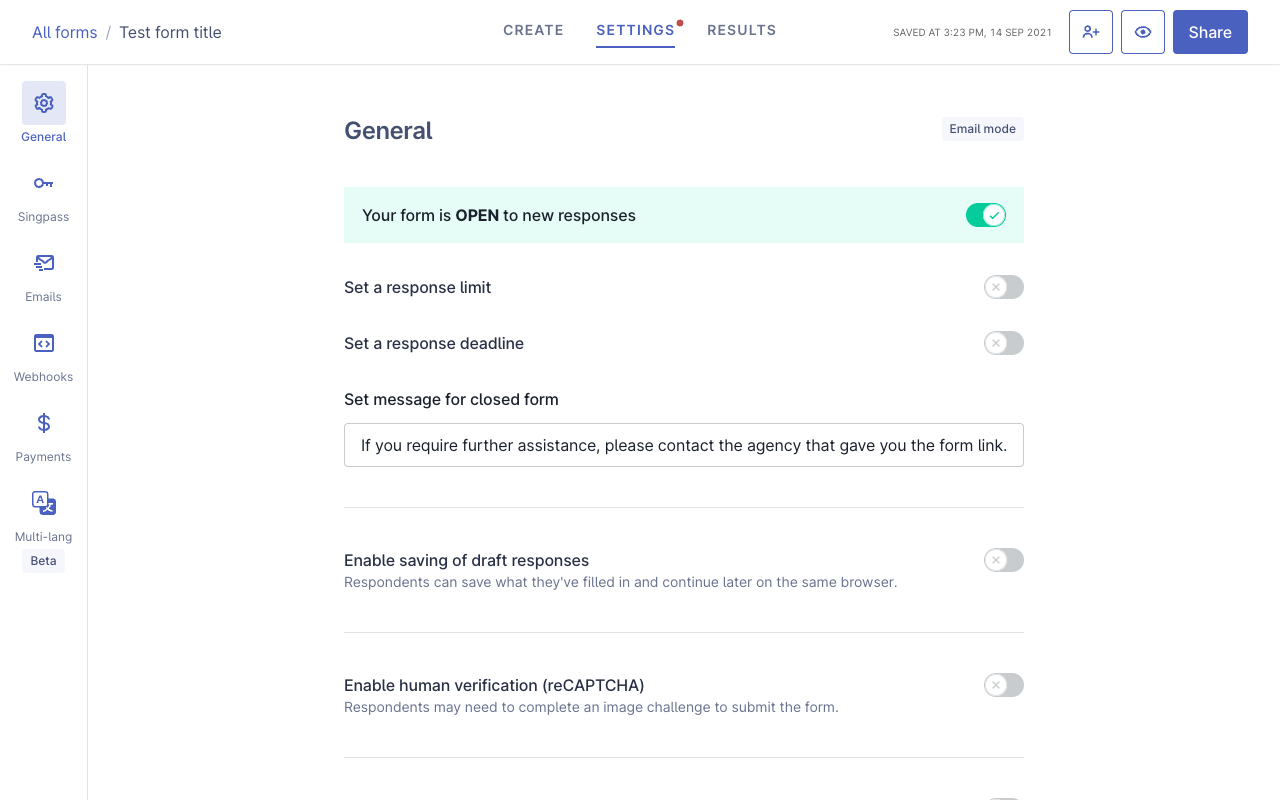 All forms / Test form title
CREATE
SETTINGS
RESULTS
SAVED AT 3:23 PM, 14 SEP 2021
Share
General
Singpass
Emails
Webhooks
Payments
A
Multi-lang
Beta
General
Email mode
Your form is OPEN to new responses
Set a response limit
Set a response deadline
Set message for closed form
If you require further assistance, please contact the agency that gave you the form link.
Enable saving of draft responses
Respondents can save what they've filled in and continue later on the same browser.
Enable human verification (reCAPTCHA)
Respondents may need to complete an image challenge to submit the form.